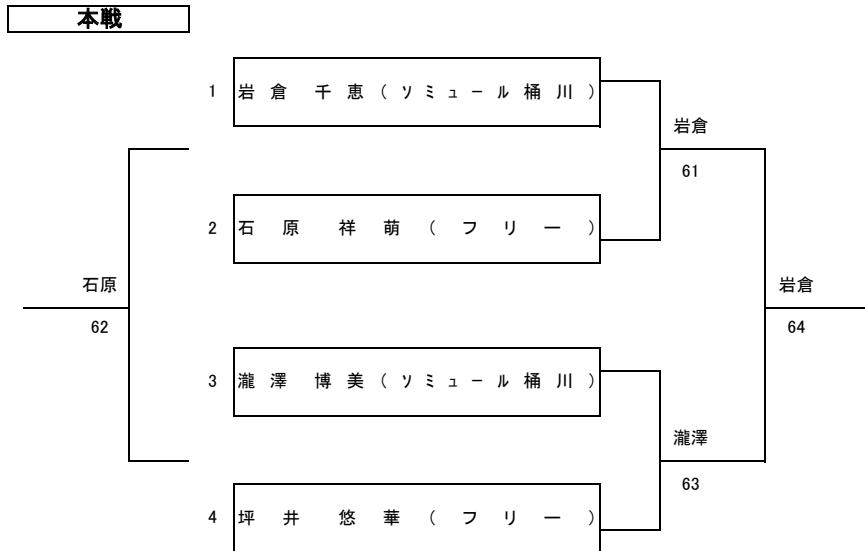 本戦
1 岩倉 千恵(ソミュール桶川)
岩倉
61
2 石原 祥萌(フリー)
石原
62
岩倉
64
3 瀧澤 博美(ソミュール桶川)
瀧澤
63
4 坪井 悠華(フリー)